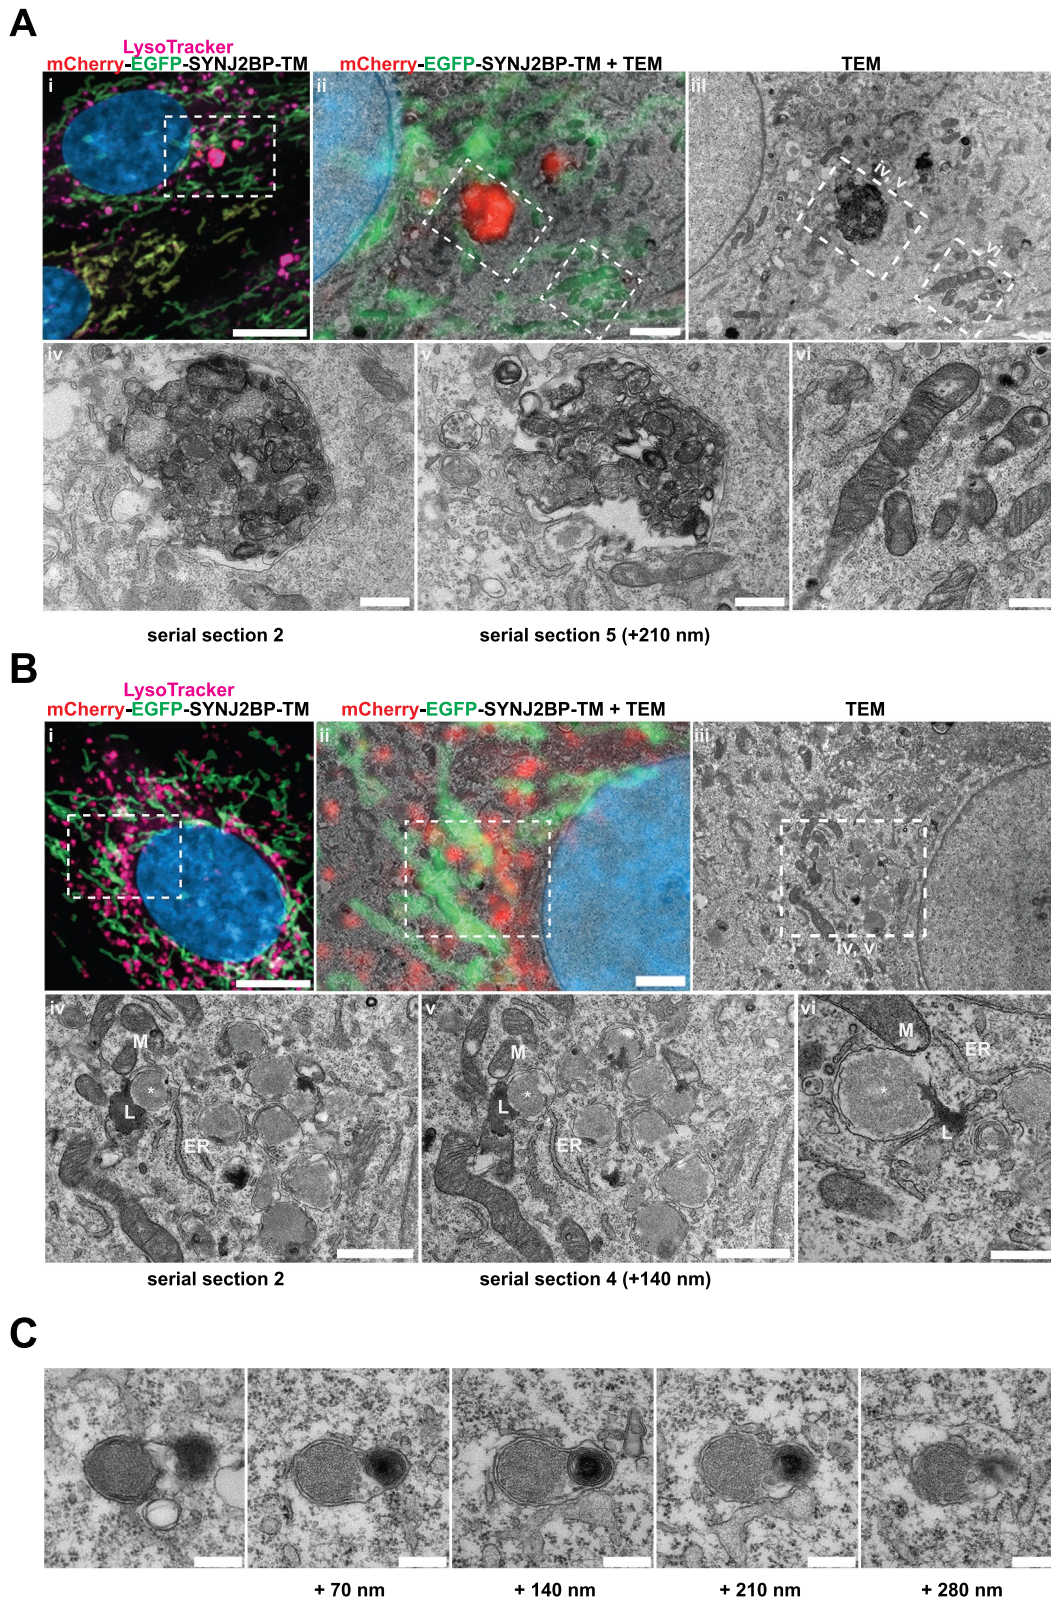 A
LysoTracker
mCherry-EGFP-SYNJ2BP-TM
mCherry-EGFP-SYNJ2BP-TM + TEM
TEM
i
ii
iii
iv, v
vi
iv
v
vi
serial section 2
serial section 5 (+210 nm)
B
LysoTracker
mCherry-EGFP-SYNJ2BP-TM
mCherry-EGFP-SYNJ2BP-TM + TEM
TEM
i
ii
iii
iv, v
iv
M
*
L
ER
v
M
*
L
ER
vi
M
ER
*
L
serial section 2
serial section 4 (+140 nm)
C
+ 70 nm
+ 140 nm
+ 210 nm
+ 280 nm